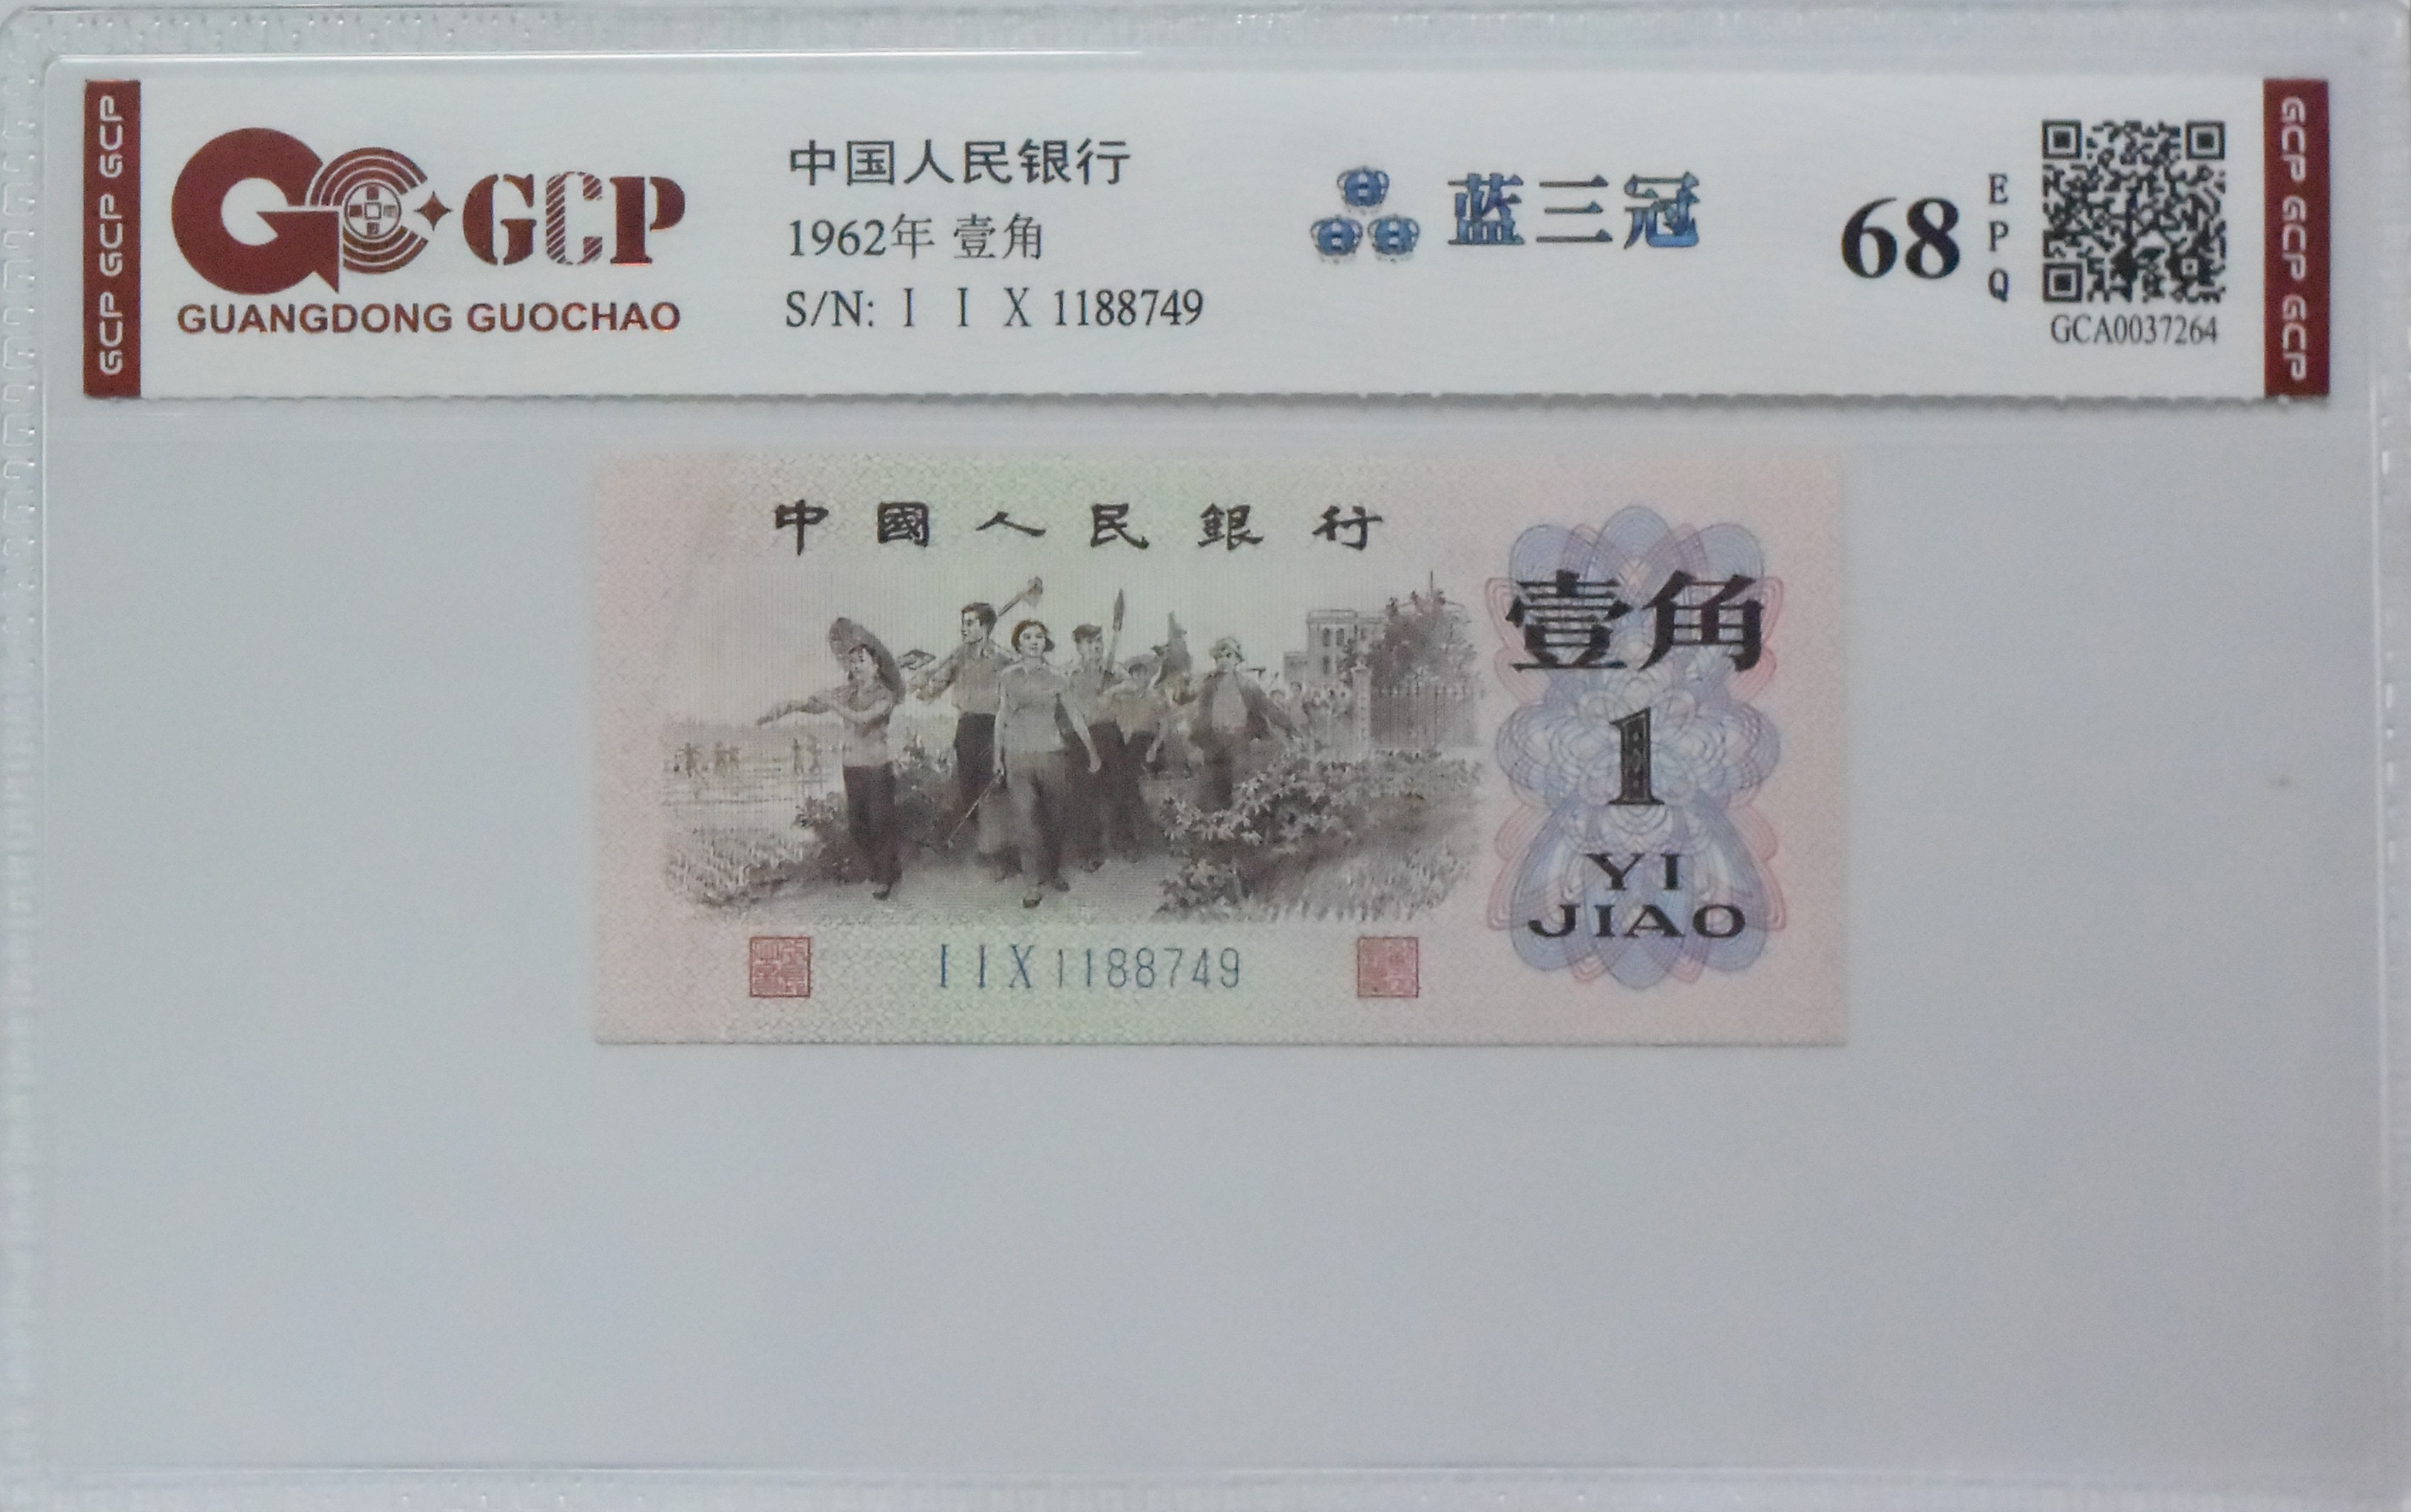 GCP GCP GCP
GCP
GUANGDONG GUOCHAO
中国人民银行
1962年 壹角
S/N: I I X 1188749
蓝三冠
68
EPQ
GCA0037264
GCP GCP GCP
中國人民銀行
壹角
1
YI
JIAO
I I X 1188749